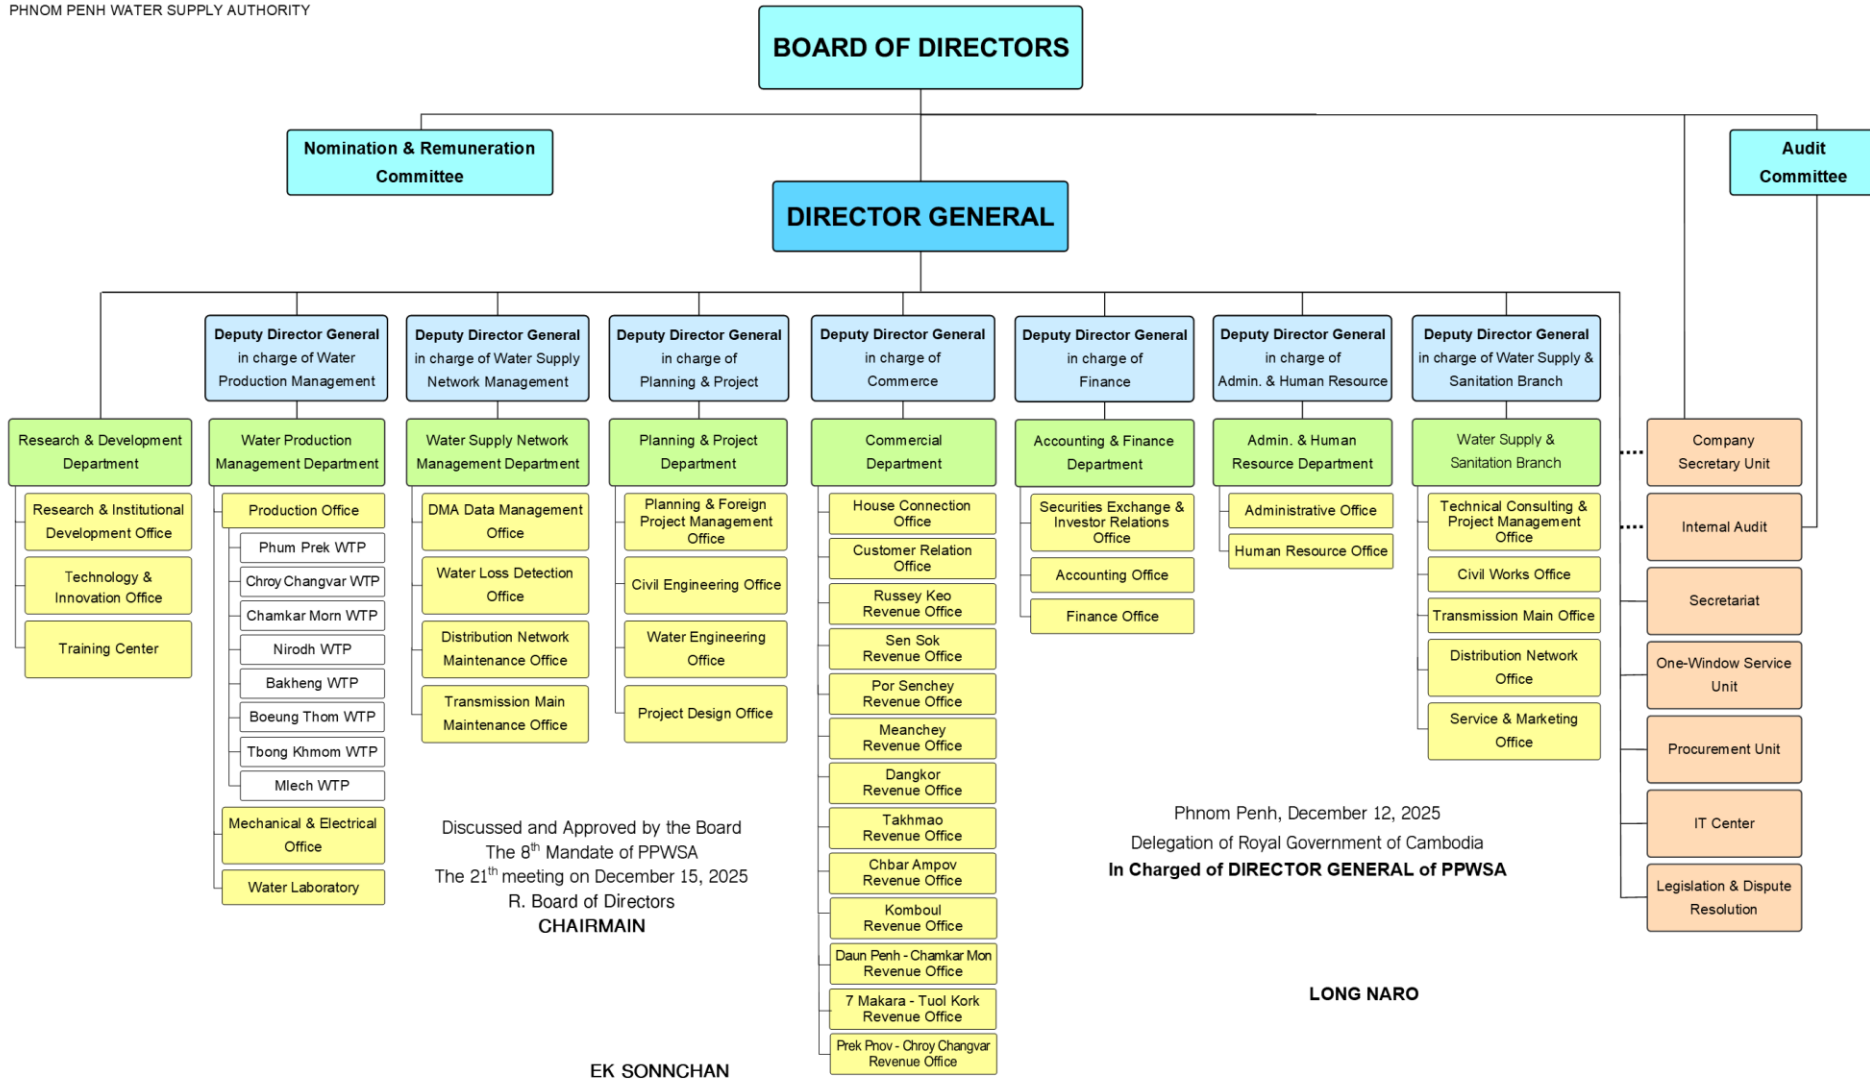 PHNOM PENH WATER SUPPLY AUTHORITY
BOARD OF DIRECTORS
Nomination & Remuneration
Committee
Audit
Committee
DIRECTOR GENERAL
Deputy Director General
in charge of Water
Production Management
Deputy Director General
in charge of Water Supply
Network Management
Deputy Director General
in charge of
Planning & Project
Deputy Director General
in charge of
Commerce
Deputy Director General
in charge of
Finance
Deputy Director General
in charge of
Admin. & Human Resource
Deputy Director General
in charge of Water Supply &
Sanitation Branch
Research & Development
Department
Research & Institutional
Development Office
Technology &
Innovation Office
Training Center
Water Production
Management Department
Production Office
Phum Prek WTP
Chroy Changvar WTP
Chamkar Morn WTP
Nirodh WTP
Bakheng WTP
Boeung Thom WTP
Tbong Khmom WTP
Mlech WTP
Mechanical & Electrical
Office
Water Laboratory
Water Supply Network
Management Department
DMA Data Management
Office
Water Loss Detection
Office
Distribution Network
Maintenance Office
Transmission Main
Maintenance Office
Planning & Project
Department
Planning & Foreign
Project Management
Office
Civil Engineering Office
Water Engineering
Office
Project Design Office
Commercial
Department
House Connection
Office
Customer Relation
Office
Russey Keo
Revenue Office
Sen Sok
Revenue Office
Por Senchey
Revenue Office
Meanchey
Revenue Office
Dangkor
Revenue Office
Takhmao
Revenue Office
Chbar Ampov
Revenue Office
Komboul
Revenue Office
Daun Penh - Chamkar Mon
Revenue Office
7 Makara - Tuol Kork
Revenue Office
Prek Pnov - Chroy Changvar
Revenue Office
Accounting & Finance
Department
Securities Exchange &
Investor Relations
Office
Accounting Office
Finance Office
Admin. & Human
Resource Department
Administrative Office
Human Resource Office
Water Supply &
Sanitation Branch
Technical Consulting &
Project Management
Office
Civil Works Office
Transmission Main Office
Distribution Network
Office
Service & Marketing
Office
Company
Secretary Unit
Internal Audit
Secretariat
One-Window Service
Unit
Procurement Unit
IT Center
Legislation & Dispute
Resolution
Discussed and Approved by the Board
The 8th Mandate of PPWSA
The 21th meeting on December 15, 2025
R. Board of Directors
CHAIRMAIN
EK SONNCHAN
Phnom Penh, December 12, 2025
Delegation of Royal Government of Cambodia
In Charged of DIRECTOR GENERAL of PPWSA
LONG NARO